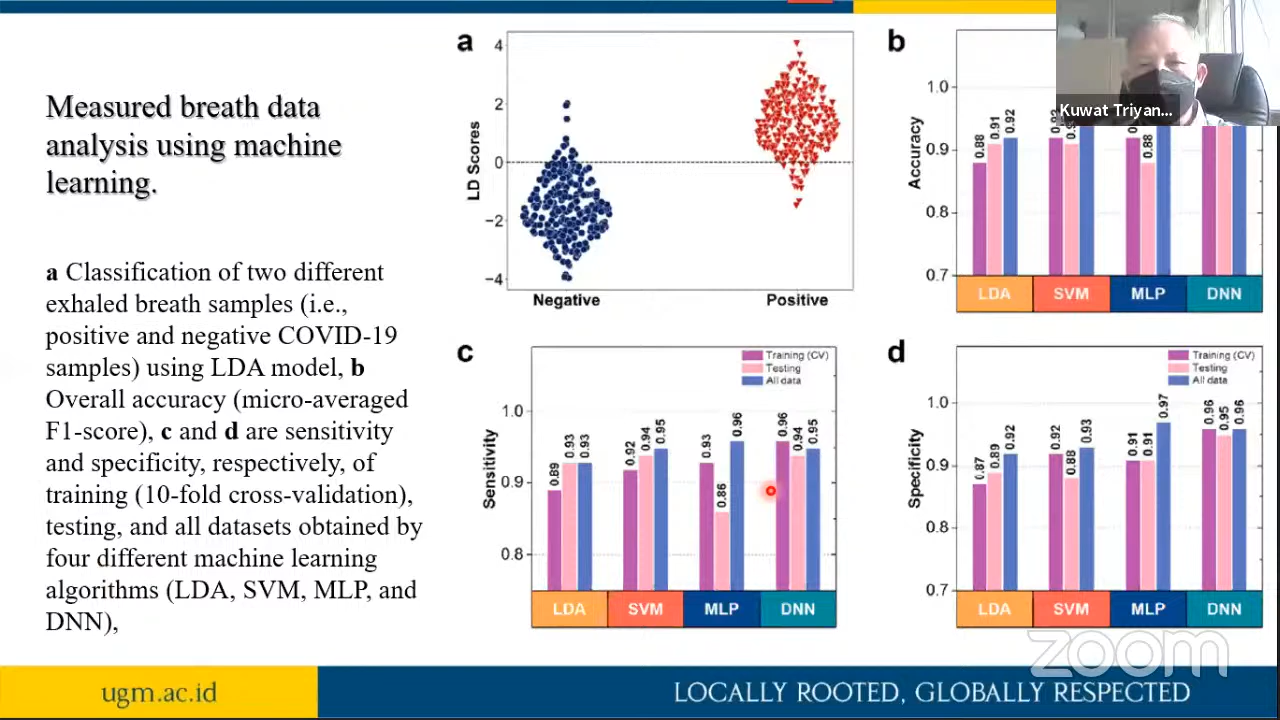 Measured breath data
analysis using machine
learning.
a Classification of two different
exhaled breath samples (i.e.,
positive and negative COVID-19
samples) using LDA model, b
Overall accuracy (micro-averaged
F1-score), c and d are sensitivity
and specificity, respectively, of
training (10-fold cross-validation),
testing, and all datasets obtained by
four different machine learning
algorithms (LDA, SVM, MLP, and
DNN),
a
LD Scores
4
2
0
−2
−4
Negative
Positive
b
Accuracy
1.0
0.9
0.8
0.7
0.88
0.91
0.92
0.88
LDA
SVM
MLP
DNN
Kuwat Triyan...
c
Training (CV)
Testing
All data
Sensitivity
1.0
0.9
0.8
0.89
0.93
0.93
0.92
0.94
0.95
0.93
0.86
0.96
0.96
0.94
0.95
LDA
SVM
MLP
DNN
d
Training (CV)
Testing
All data
Specificity
1.0
0.9
0.8
0.7
0.87
0.89
0.92
0.92
0.88
0.93
0.91
0.91
0.97
0.96
0.95
0.96
LDA
SVM
MLP
DNN
zoom
ugm.ac.id
LOCALLY ROOTED, GLOBALLY RESPECTED